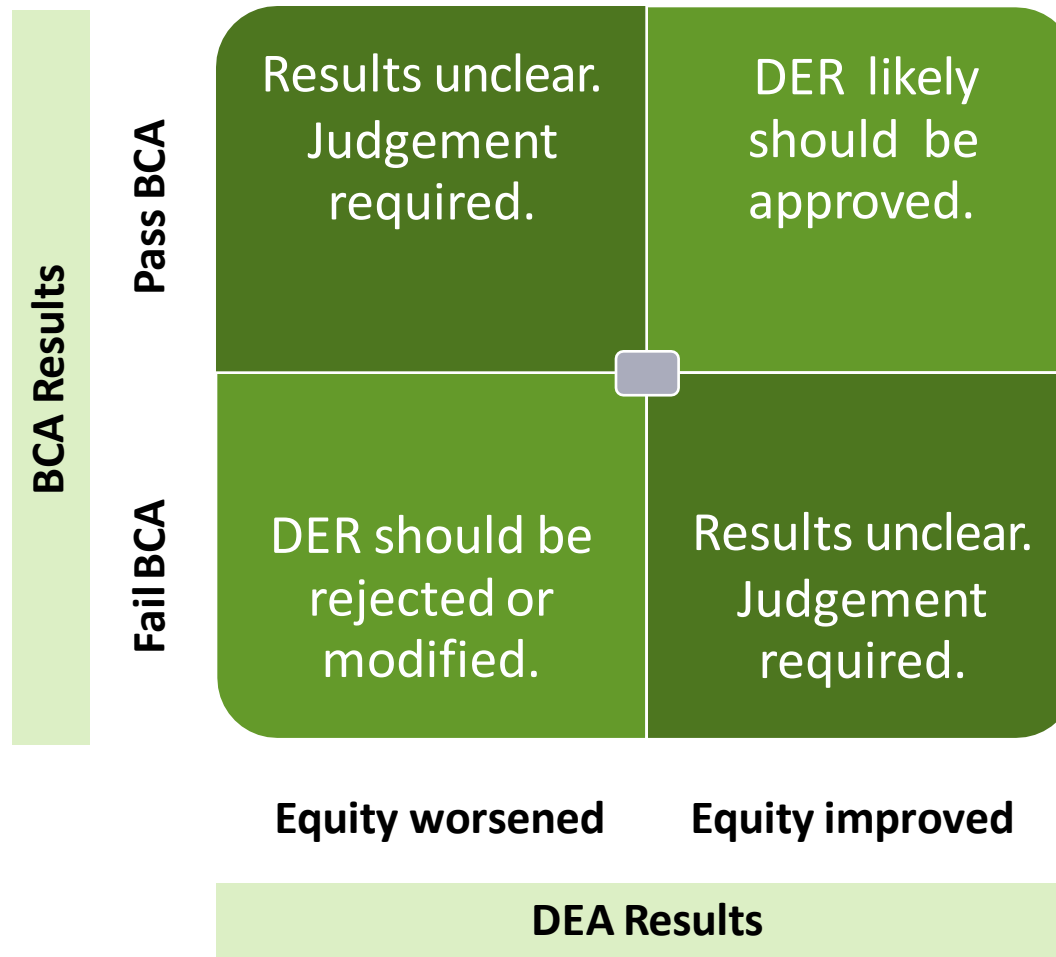 BCA Results
Pass BCA
Results unclear.
Judgement
required.
DER likely
should be
approved.
Fail BCA
DER should be
rejected or
modified.
Results unclear.
Judgement
required.
Equity worsened
Equity improved
DEA Results